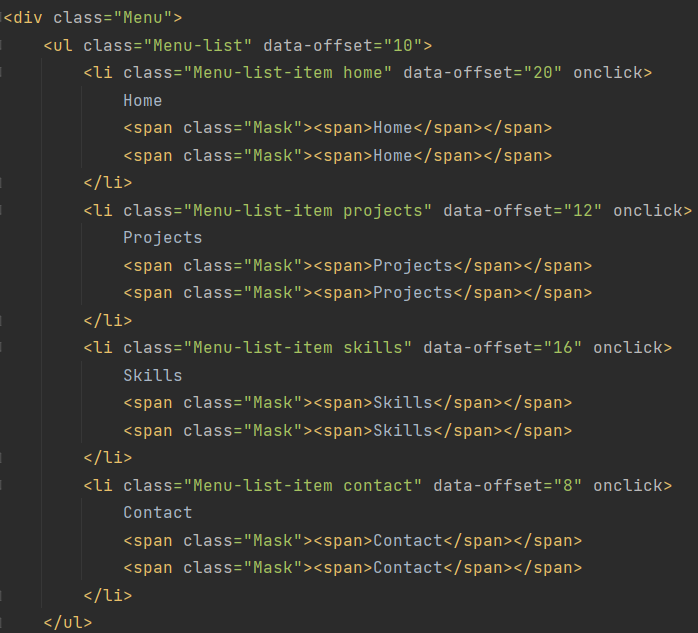 <div class="Menu">
    <ul class="Menu-list" data-offset="10">
        <li class="Menu-list-item home" data-offset="20" onclick>
            Home
            <span class="Mask"><span>Home</span></span>
            <span class="Mask"><span>Home</span></span>
        </li>
        <li class="Menu-list-item projects" data-offset="12" onclick>
            Projects
            <span class="Mask"><span>Projects</span></span>
            <span class="Mask"><span>Projects</span></span>
        </li>
        <li class="Menu-list-item skills" data-offset="16" onclick>
            Skills
            <span class="Mask"><span>Skills</span></span>
            <span class="Mask"><span>Skills</span></span>
        </li>
        <li class="Menu-list-item contact" data-offset="8" onclick>
            Contact
            <span class="Mask"><span>Contact</span></span>
            <span class="Mask"><span>Contact</span></span>
        </li>
    </ul>